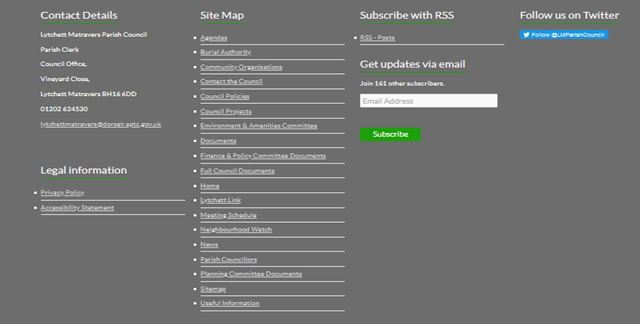 Contact Details
Lytchett Matravers Parish Council
Parish Clerk
Council Office,
Vineyard Close,
Lytchett Matravers BH16 6DD
01202 624530
lytchettmatravers@dorset-aptc.gov.uk
Legal information
Privacy Policy
Accessibility Statement
Site Map
Agendas
Burial Authority
Community Organisations
Contact the Council
Council Policies
Council Projects
Environment & Amenities Committee
Documents
Finance & Policy Committee Documents
Full Council Documents
Home
Lytchett Link
Meeting Schedule
Neighbourhood Watch
News
Parish Councillors
Planning Committee Documents
Sitemap
Useful Information
Subscribe with RSS
RSS - Posts
Get updates via email
Join 161 other subscribers.
Email Address
Subscribe
Follow us on Twitter